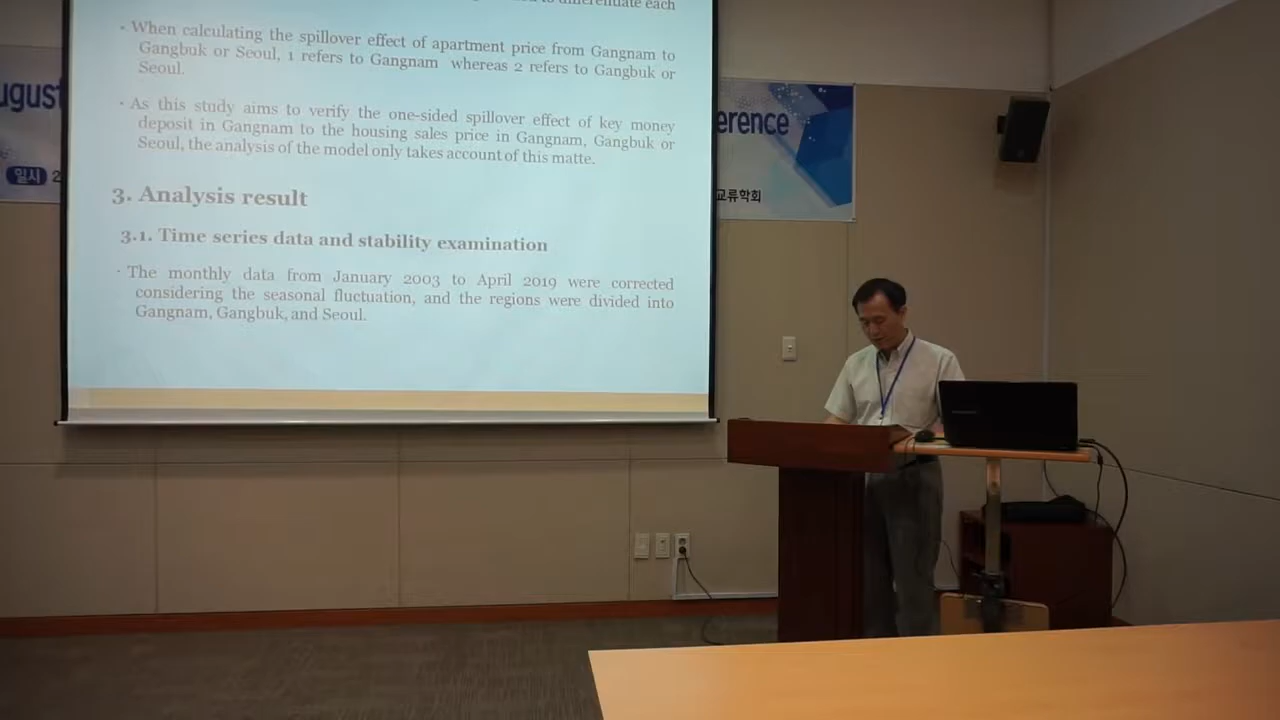 to differentiate each
• When calculating the spillover effect of apartment price from Gangnam to
Gangbuk or Seoul, 1 refers to Gangnam whereas 2 refers to Gangbuk or
Seoul.
• As this study aims to verify the one-sided spillover effect of key money
deposit in Gangnam to the housing sales price in Gangnam, Gangbuk or
Seoul, the analysis of the model only takes account of this matte.
3. Analysis result
3.1. Time series data and stability examination
• The monthly data from January 2003 to April 2019 were corrected
considering the seasonal fluctuation, and the regions were divided into
Gangnam, Gangbuk, and Seoul.
ugust
erence
일시 2
교류학회